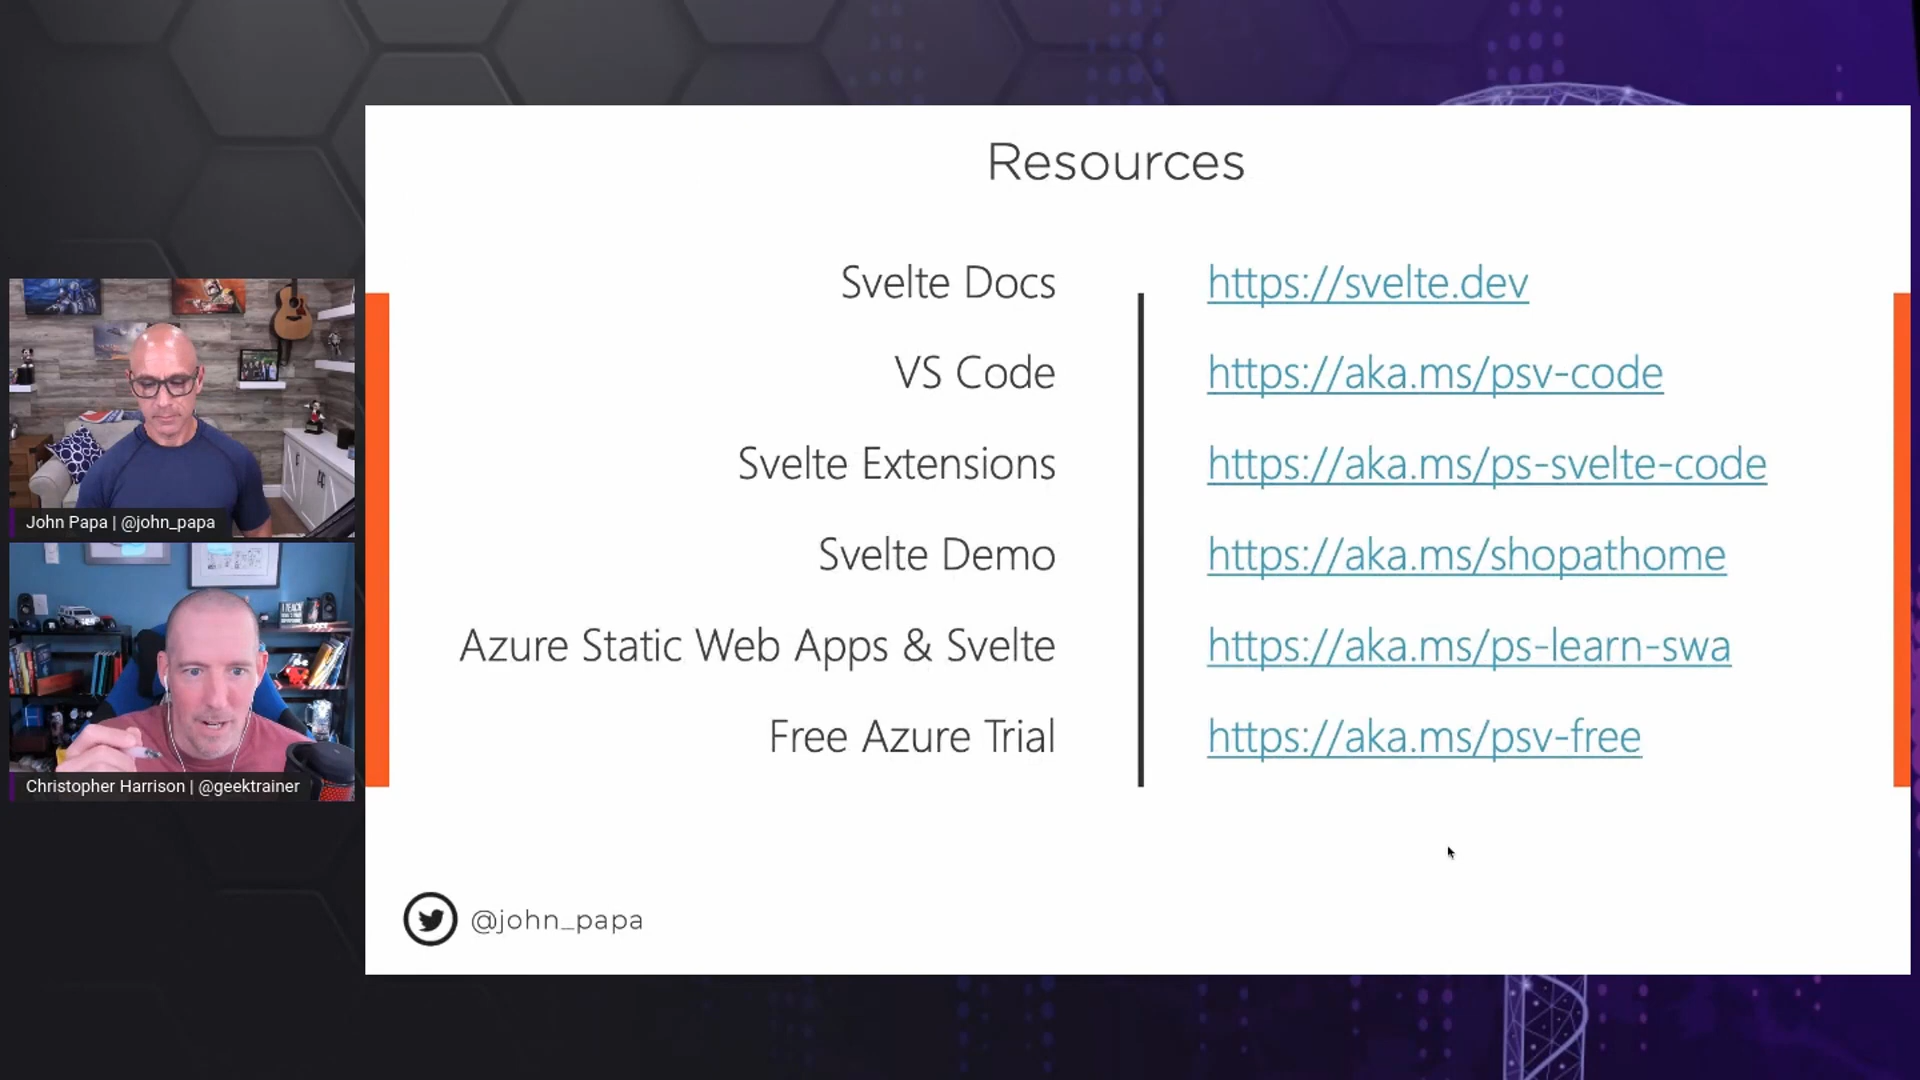 Resources
Svelte Docs https://svelte.dev
VS Code https://aka.ms/psv-code
Svelte Extensions https://aka.ms/ps-svelte-code
Svelte Demo https://aka.ms/shopathome
Azure Static Web Apps & Svelte https://aka.ms/ps-learn-swa
Free Azure Trial https://aka.ms/psv-free
@john_papa
John Papa | @john_papa
Christopher Harrison | @geektrainer